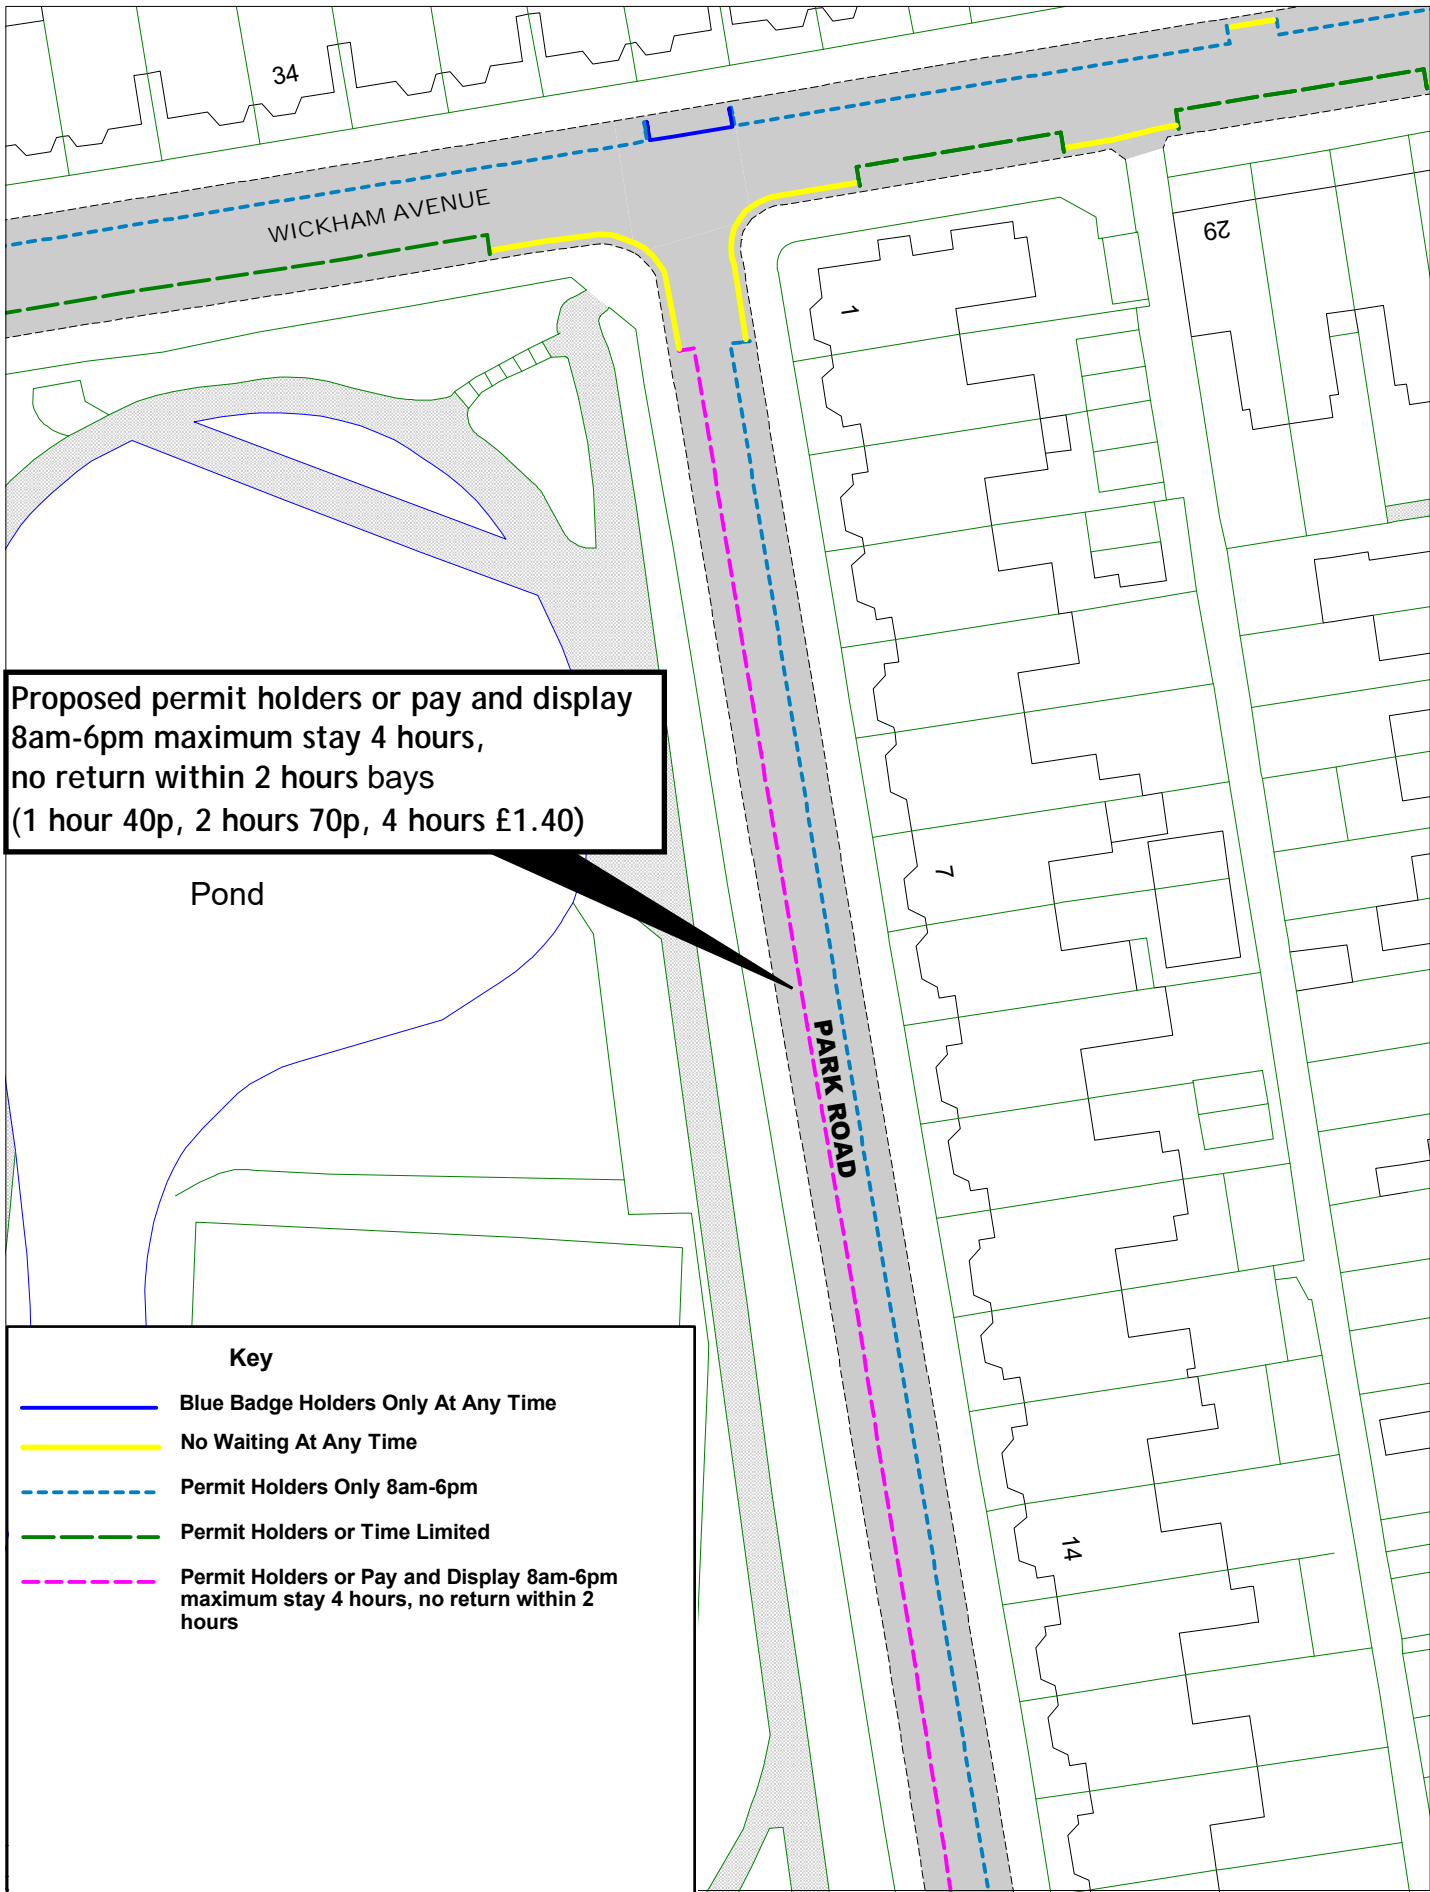 34
WICKHAM AVENUE
29
1
Proposed permit holders or pay and display
8am-6pm maximum stay 4 hours,
no return within 2 hours bays
(1 hour 40p, 2 hours 70p, 4 hours £1.40)
Pond
7
PARK ROAD
14
Key
Blue Badge Holders Only At Any Time
No Waiting At Any Time
Permit Holders Only 8am-6pm
Permit Holders or Time Limited
Permit Holders or Pay and Display 8am-6pm
maximum stay 4 hours, no return within 2
hours